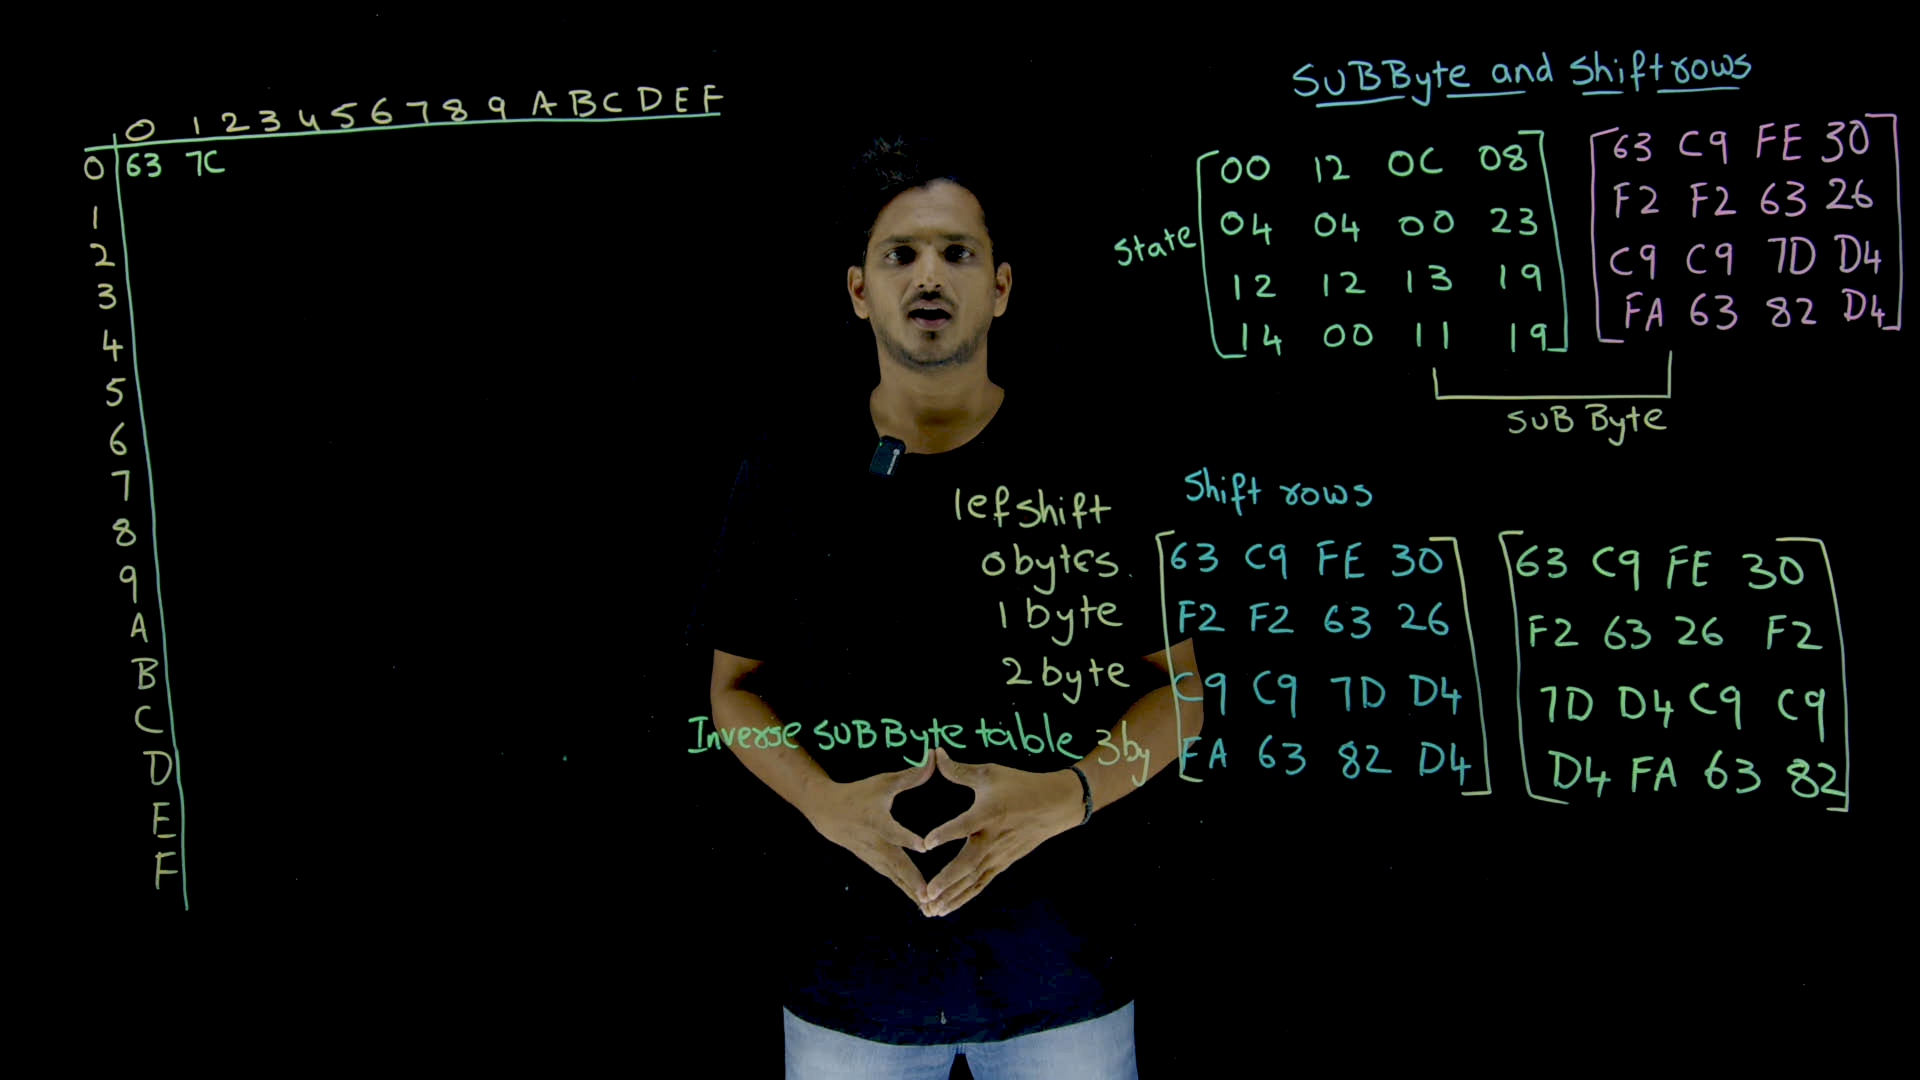 0 1 2 3 4 5 6 7 8 9 A B C D E F
0 63 7C
1
2
3
4
5
6
7
8
9
A
B
C
D
E
F
SUBByte and Shiftrows
State
00 12 0C 08
04 04 00 23
12 12 13 19
14 00 11 19
63 C9 FE 30
F2 F2 63 26
C9 C9 7D D4
FA 63 82 D4
SUB Byte
Shift rows
lefshift
0bytes.
1 byte
2 byte
3by
63 C9 FE 30
F2 F2 63 26
C9 C9 7D D4
FA 63 82 D4
63 C9 FE 30
F2 63 26 F2
7D D4 C9 C9
D4 FA 63 82
Inverse SUBByte table